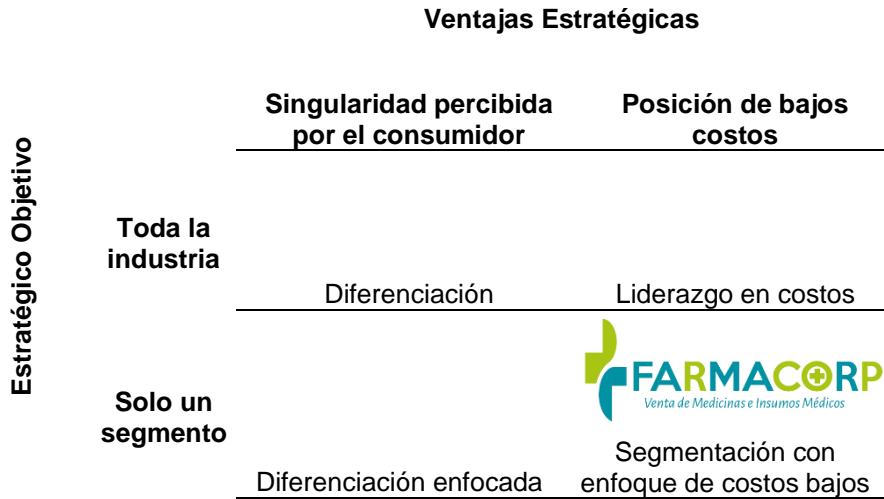 Ventajas Estratégicas
Singularidad percibida
por el consumidor
Posición de bajos
costos
Estratégico Objetivo
Toda la
industria
Diferenciación
Liderazgo en costos
Solo un
segmento
FARMACORP
Venta de Medicinas e Insumos Médicos
Diferenciación enfocada
Segmentación con
enfoque de costos bajos